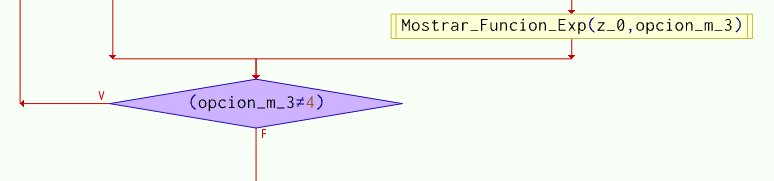 Mostrar_Funcion_Exp(z_0,opcion_m_3)
V
(opcion_m_3≠4)
F